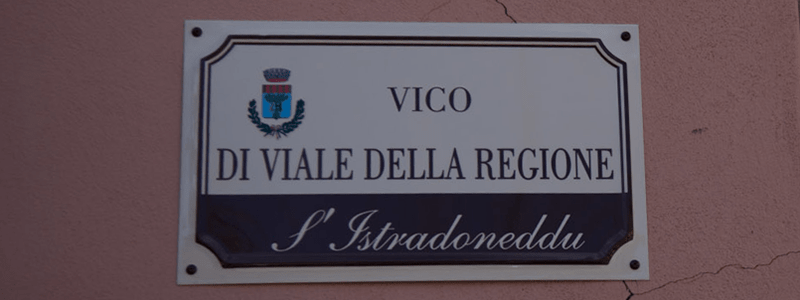 VICO
DI VIALE DELLA REGIONE
S'Istradoneddu